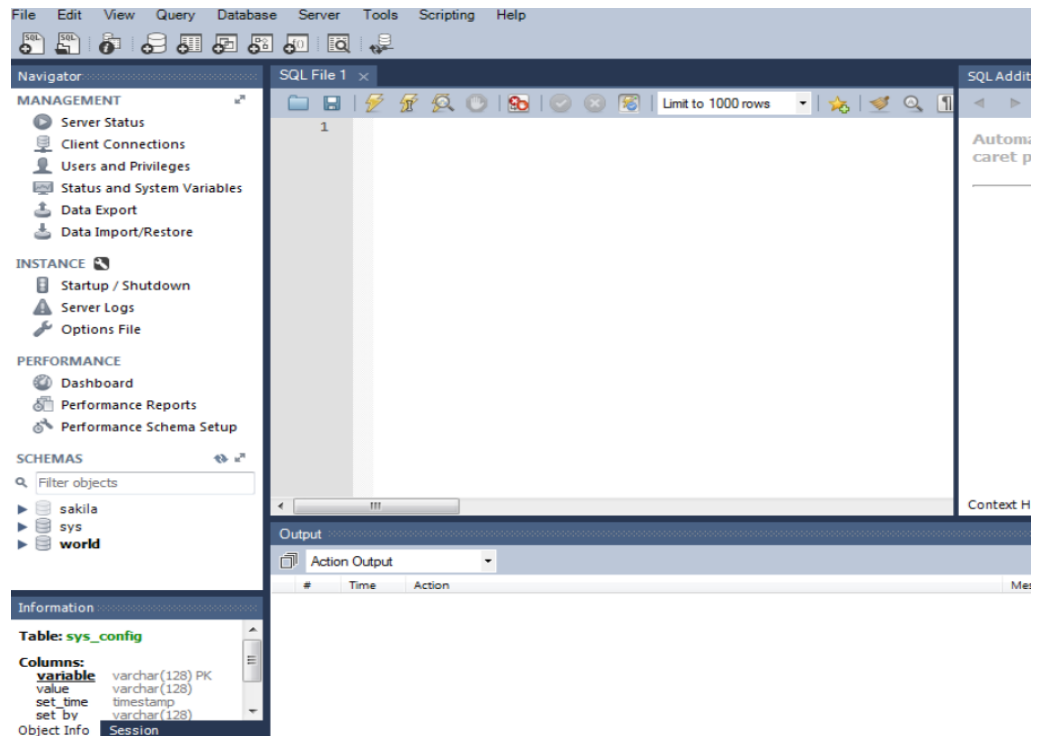 File Edit View Query Database Server Tools Scripting Help
SQL SQL
Navigator
MANAGEMENT
Server Status
Client Connections
Users and Privileges
Status and System Variables
Data Export
Data Import/Restore
INSTANCE
Startup / Shutdown
Server Logs
Options File
PERFORMANCE
Dashboard
Performance Reports
Performance Schema Setup
SCHEMAS
Filter objects
sakila
sys
world
Information
Table: sys_config
Columns:
variable varchar(128) PK
value varchar(128)
set_time timestamp
set_by varchar(128)
Object Info Session
SQL File 1
Limit to 1000 rows
1
SQL Addit
Automa
caret p
Context H
Output
Action Output
# Time Action Mes